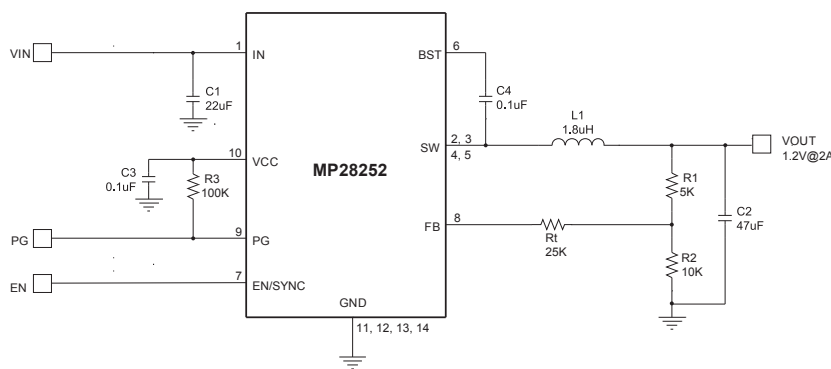 VIN
1
IN
C1
22uF
BST
6
C4
0.1uF
L1
1.8uH
SW
2, 3
4, 5
VOUT
1.2V@2A
10
VCC
C3
0.1uF
R3
100K
MP28252
R1
5K
C2
47uF
FB
8
Rt
25K
R2
10K
PG
9
PG
EN
7
EN/SYNC
GND
11, 12, 13, 14